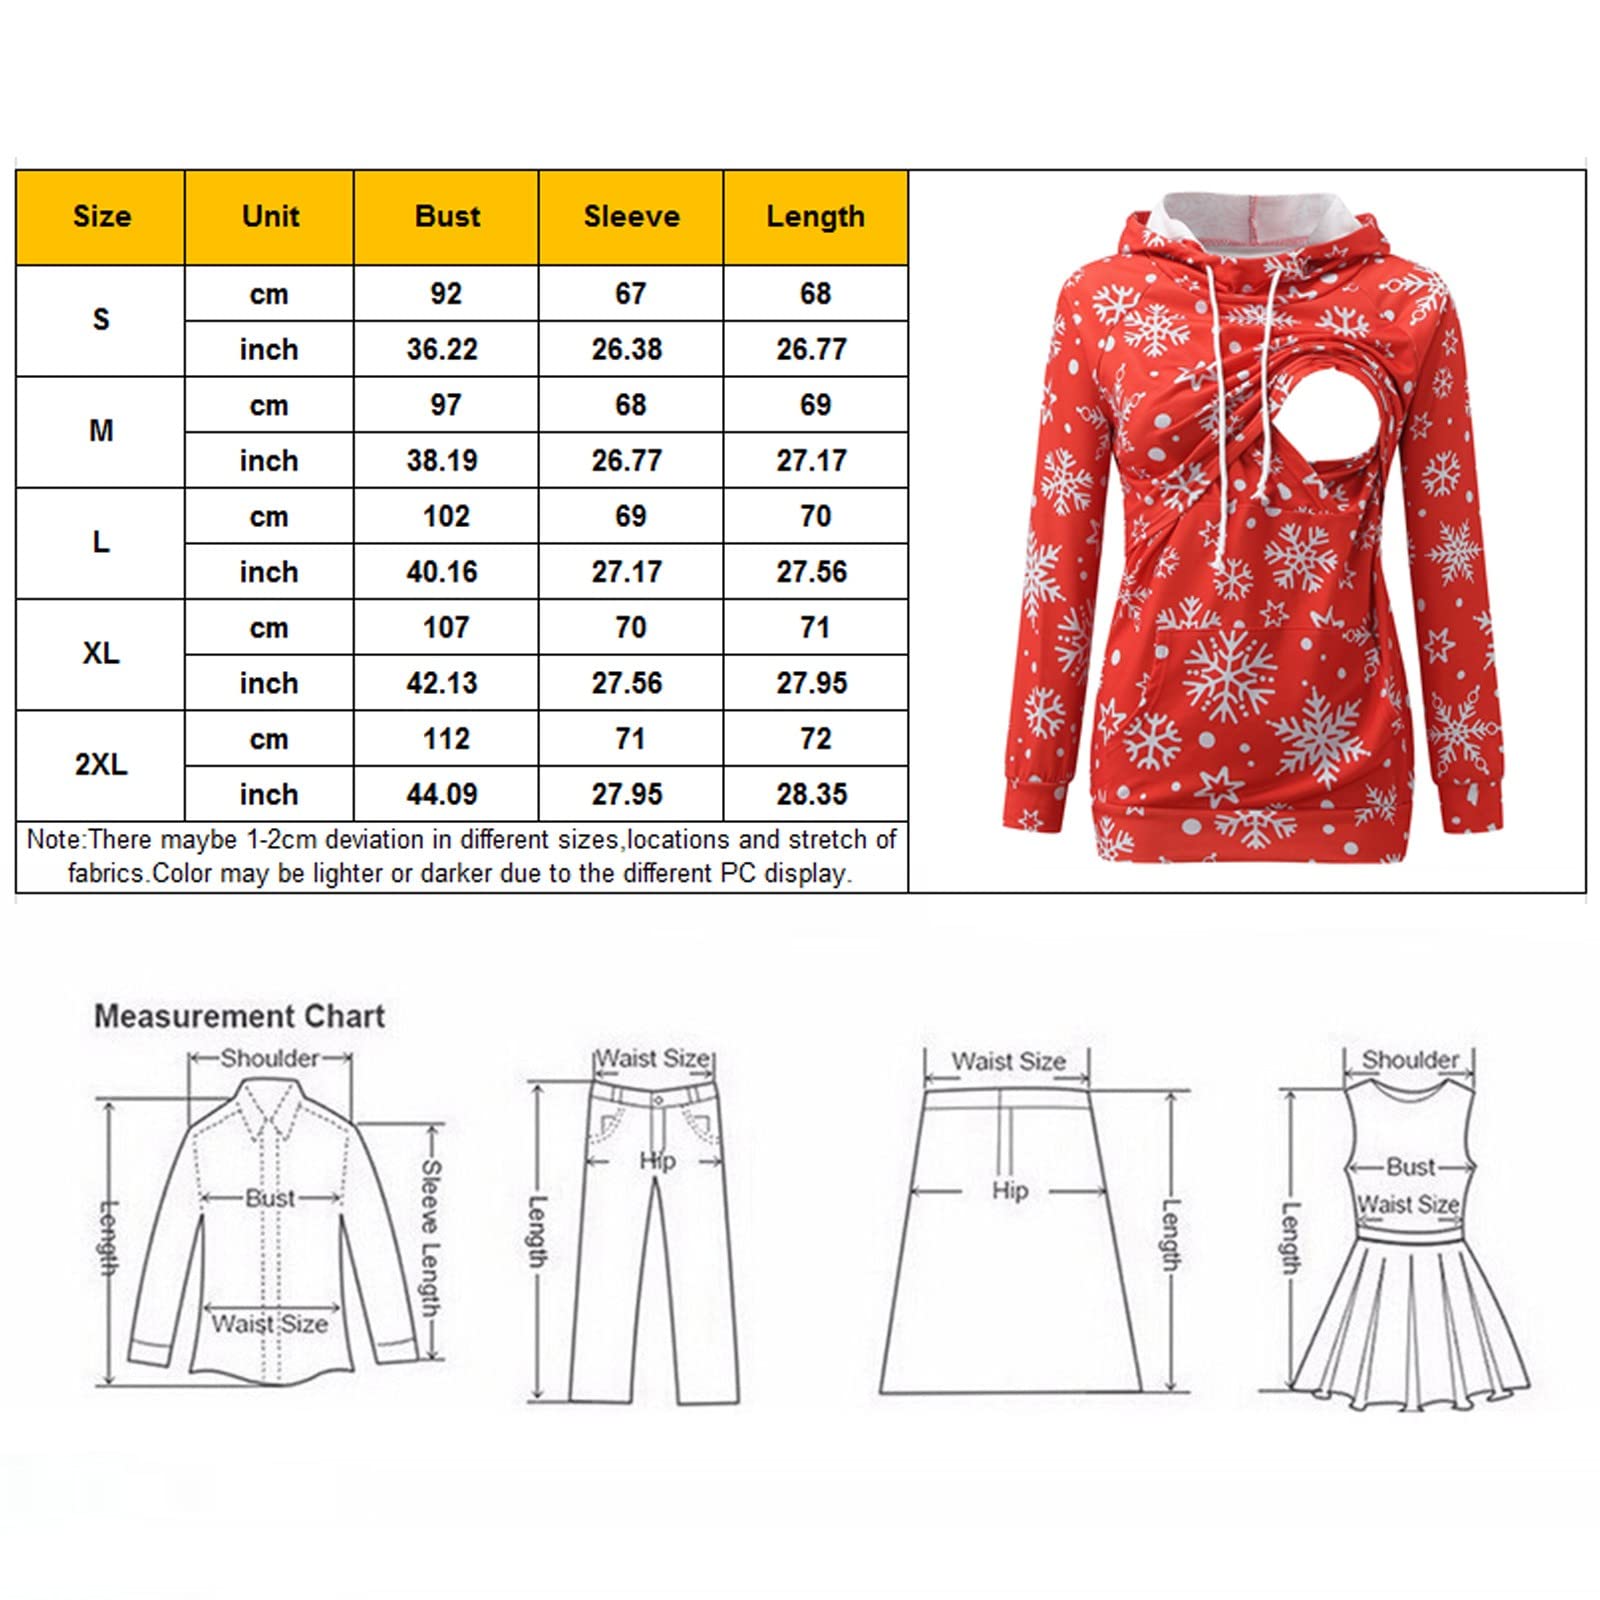 Size Unit Bust Sleeve Length
S cm 92 67 68
inch 36.22 26.38 26.77
M cm 97 68 69
inch 38.19 26.77 27.17
L cm 102 69 70
inch 40.16 27.17 27.56
XL cm 107 70 71
inch 42.13 27.56 27.95
2XL cm 112 71 72
inch 44.09 27.95 28.35
Note:There maybe 1-2cm deviation in different sizes,locations and stretch of
fabrics.Color may be lighter or darker due to the different PC display.
Measurement Chart
Shoulder
Length
Bust
Sleeve Length
Waist Size
Waist Size
Hip
Length
Waist Size
Hip
Length
Shoulder
Bust
Waist Size
Length